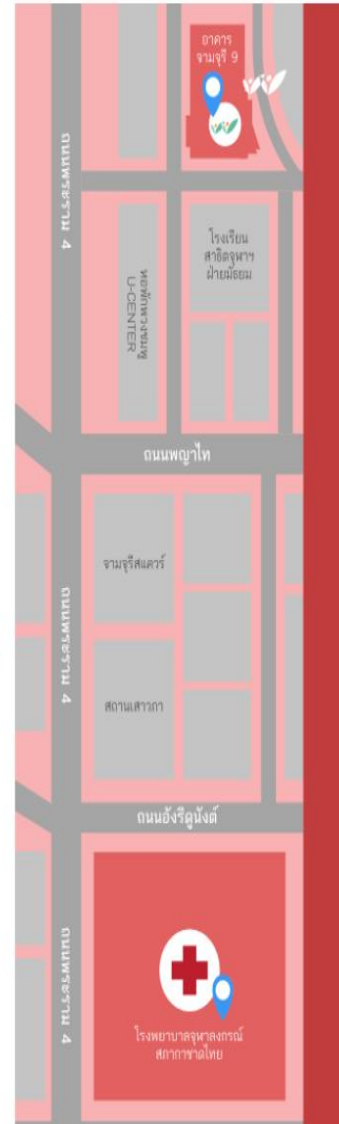 อาคาร
จามจุรี 9
ถนนพระราม 4
โรงเรียน
สาธิตจุฬาฯ
ฝ่ายมัธยม
หอพักพวงชมพู
U-CENTER
ถนนพญาไท
จามจุรีสแควร์
ถนนพระราม 4
สถานเสาวภา
ถนนอังรีดูนังต์
ถนนพระราม 4
โรงพยาบาลจุฬาลงกรณ์
สภากาชาดไทย